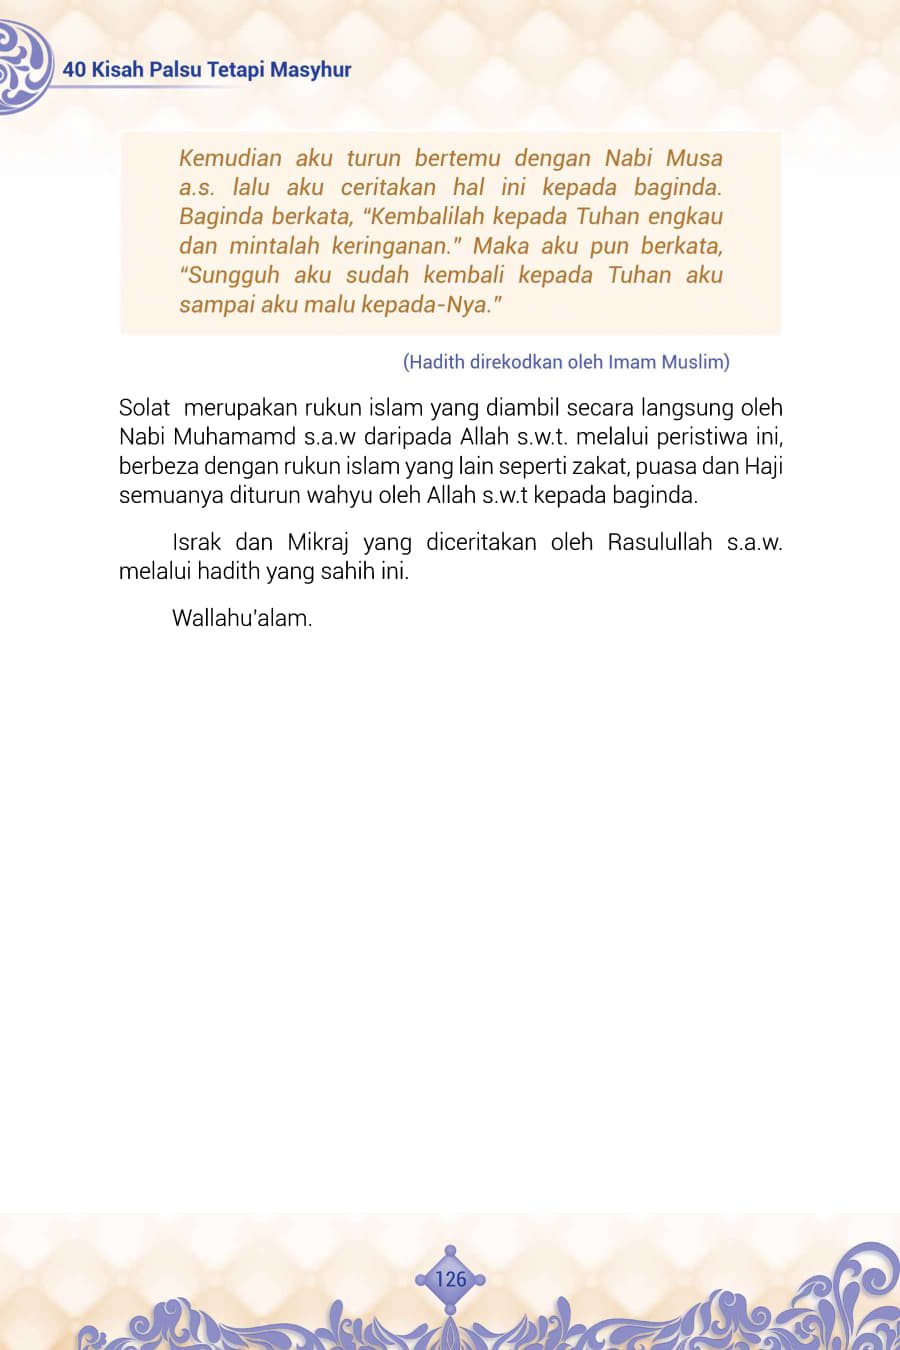 40 Kisah Palsu Tetapi Masyhur
Kemudian aku turun bertemu dengan Nabi Musa
a.s. lalu aku ceritakan hal ini kepada baginda.
Baginda berkata, “Kembalilah kepada Tuhan engkau
dan mintalah keringanan.” Maka aku pun berkata,
“Sungguh aku sudah kembali kepada Tuhan aku
sampai aku malu kepada-Nya.”
(Hadith direkodkan oleh Imam Muslim)
Solat merupakan rukun islam yang diambil secara langsung oleh
Nabi Muhamamd s.a.w daripada Allah s.w.t. melalui peristiwa ini,
berbeza dengan rukun islam yang lain seperti zakat, puasa dan Haji
semuanya diturun wahyu oleh Allah s.w.t kepada baginda.
Israk dan Mikraj yang diceritakan oleh Rasulullah s.a.w.
melalui hadith yang sahih ini.
Wallahu’alam.
126